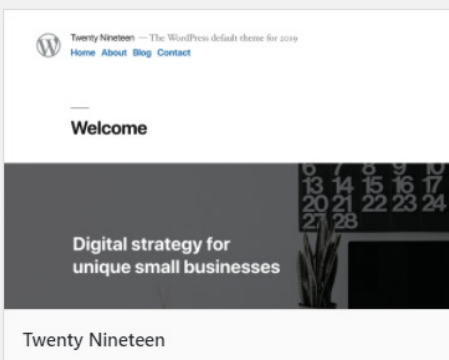 Twenty Nineteen — The WordPress default theme for 2019
Home About Blog Contact
Welcome
6 7 8 9 10
13 14 15 16 17
20 21 22 23 24
27 28
Digital strategy for
unique small businesses
Twenty Nineteen